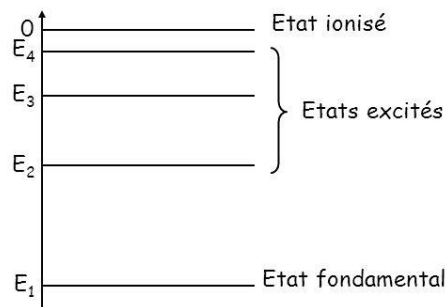 0
Etat ionisé
E4
E3
Etats excités
E2
E1
Etat fondamental